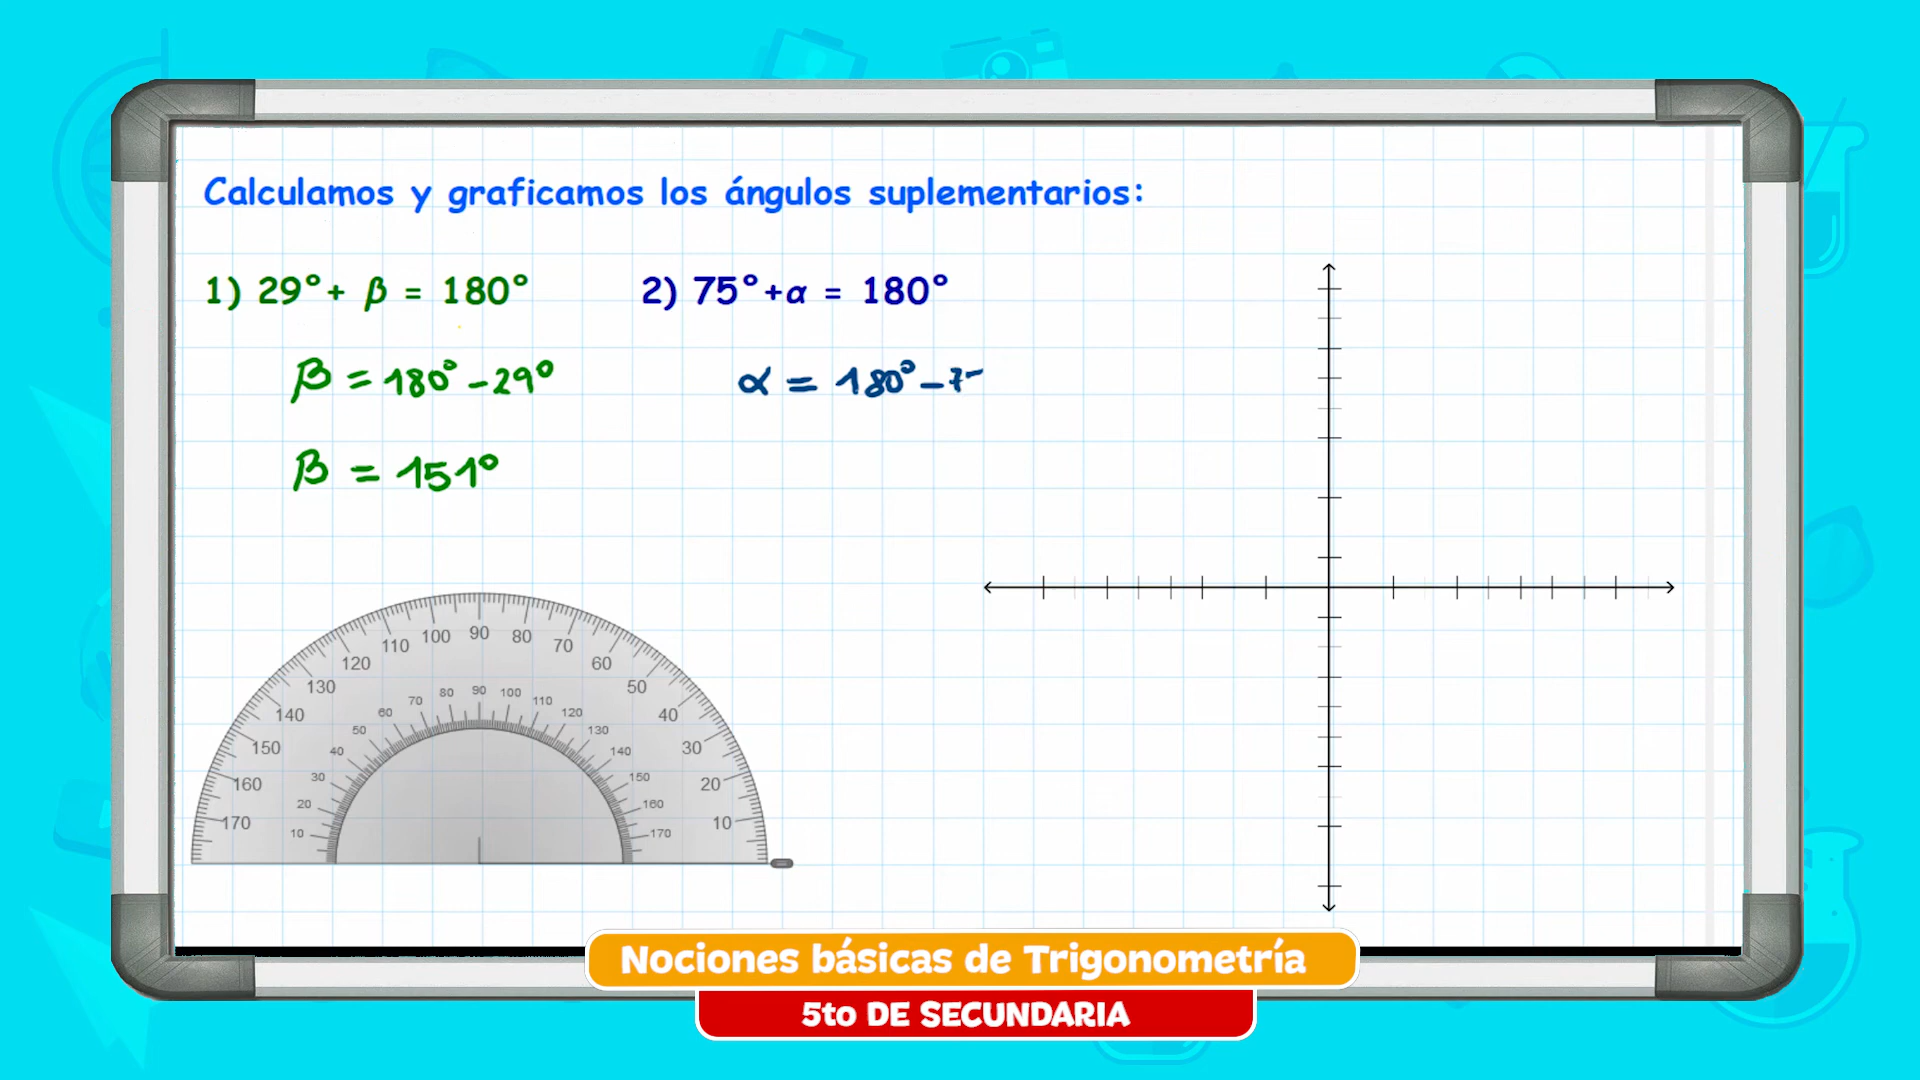 Calculamos y graficamos los ángulos suplementarios:
1) 29°+ β = 180°
2) 75°+α = 180°
β = 180° - 29°
α = 180° - 7
β = 151°
90
100 80
110 70
120 60
130 50
140 40
150 30
160 20
170 10
80 90 100
70 110
60 120
50 130
40 140
30 150
20 160
10 170
Nociones básicas de Trigonometría
5to DE SECUNDARIA